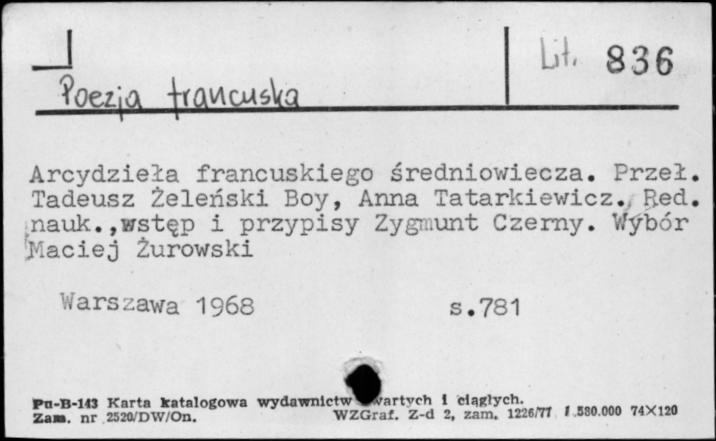 Lit. 836
Poezja francuska
Arcydzieła francuskiego średniowiecza. Przeł.
Tadeusz Żeleński Boy, Anna Tatarkiewicz. Red.
nauk.,wstęp i przypisy Zygmunt Czerny. Wybór
Maciej Żurowski
Warszawa 1968 s.781
Pu-B-143 Karta katalogowa wydawnictw wartych i ciągłych.
Zam. nr 2520/DW/On. WZGraf. Z-d 2, zam. 1226/77 1.580.000 74X120